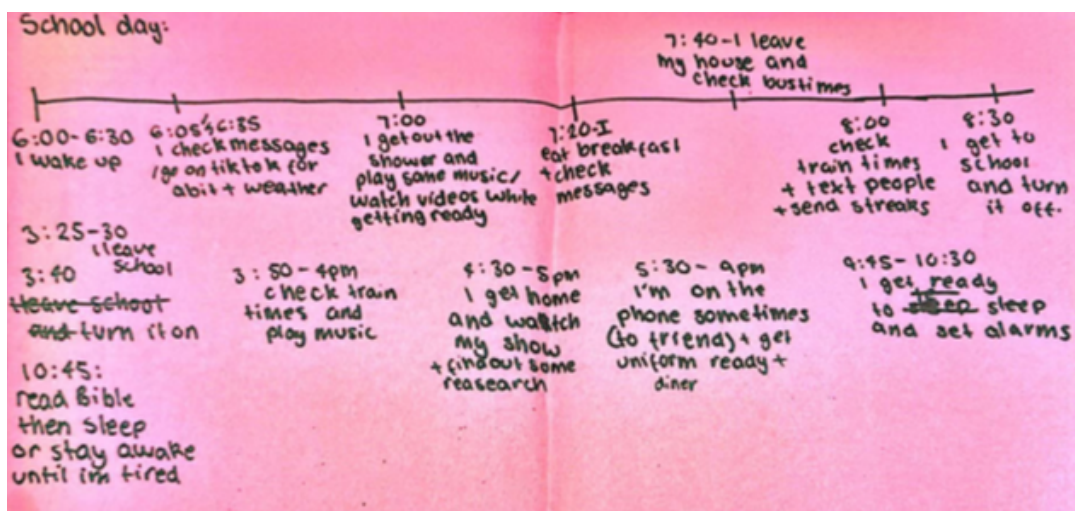 School day:
7:40-I leave
my house and
check bustimes
6:00-6:30
I wake up
6:05/6:35
I check messages
/go on tiktok for
abit + weather
7:00
I get out the
shower and
play some music/
watch videos while
getting ready
7:20-I
eat breakfast
+check
messages
8:00
check
train times
+ text people
+send streaks
8:30
I get to
school
and turn
it off.
3:25-30
I leave
school
3:40
I leave school
and turn it on
3:50-4pm
check train
times and
play music
4:30-5pm
I get home
and watch
my show
+ find out some
reasearch
5:30-9pm
I'm on the
phone sometimes
(to friend) + get
uniform ready +
diner
9:45-10:30
I get ready
to sleep sleep
and set alarms
10:45:
read Bible
then sleep
or stay awake
until im tired